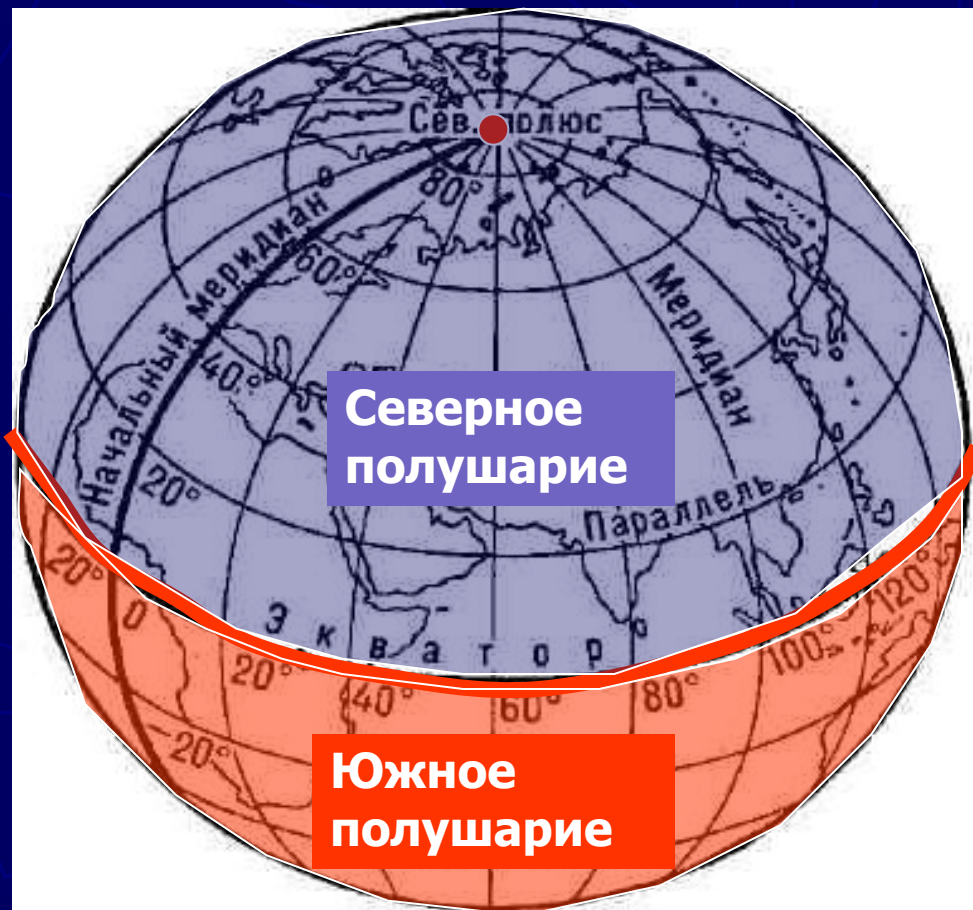 Сев. полюс
80°
60°
Начальный меридиан
Меридиан
40°
Северное
полушарие
20°
Параллель
Экватор
20°
0
20°
40°
60°
80°
100°
120°
20°
Южное
полушарие